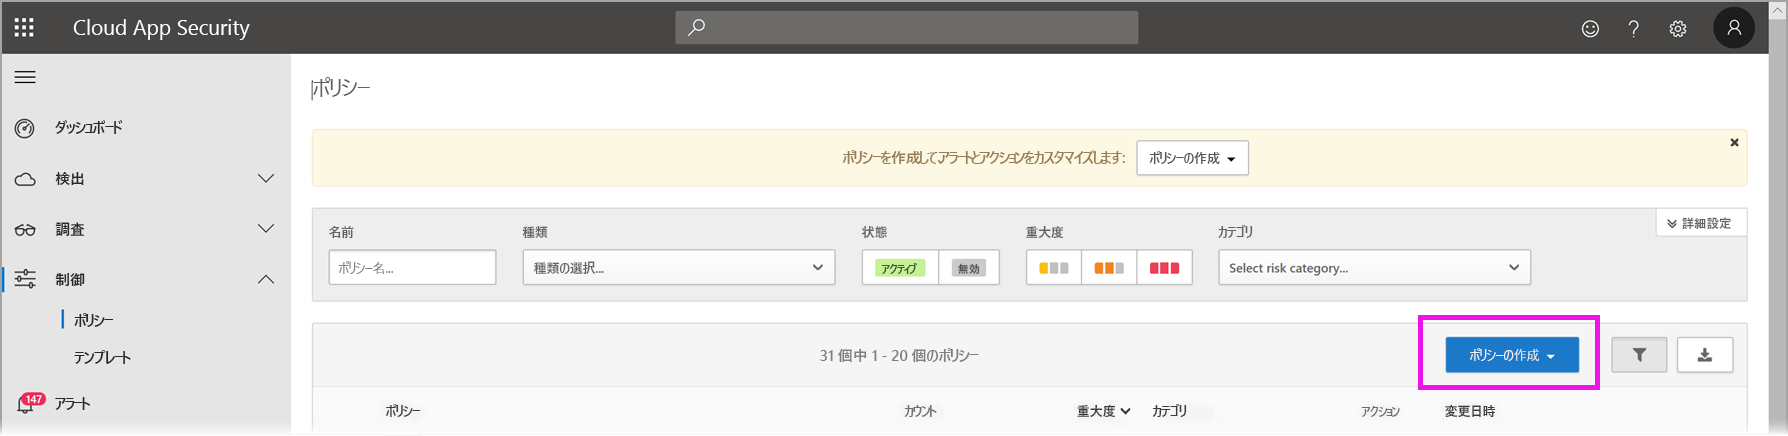 Cloud App Security
ポリシー
ダッシュボード
ポリシーを作成してアラートとアクションをカスタマイズします: ポリシーの作成
検出
詳細設定
名前 種類 状態 重大度 カテゴリ
調査
ポリシー名... 種類の選択... アクティブ 無効 Select risk category...
制御
ポリシー
テンプレート
31 個中 1 - 20 個のポリシー ポリシーの作成
147 アラート
ポリシー カウント 重大度 カテゴリ アクション 変更日時